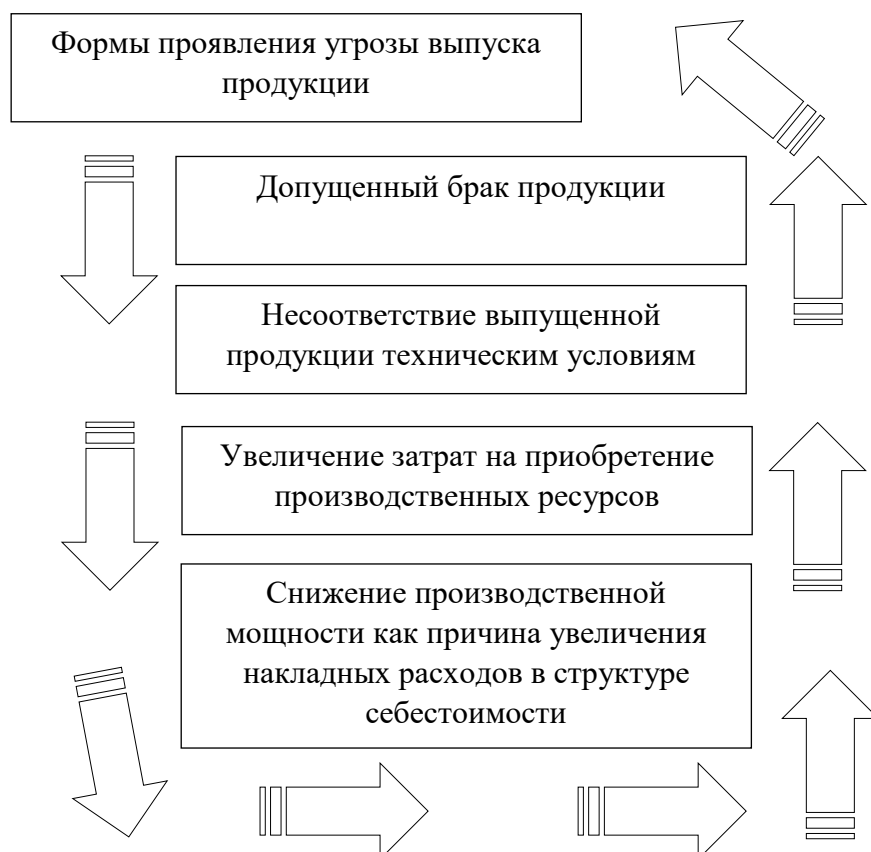 Формы проявления угрозы выпуска
продукции
Допущенный брак продукции
Несоответствие выпущенной
продукции техническим условиям
Увеличение затрат на приобретение
производственных ресурсов
Снижение производственной
мощности как причина увеличения
накладных расходов в структуре
себестоимости